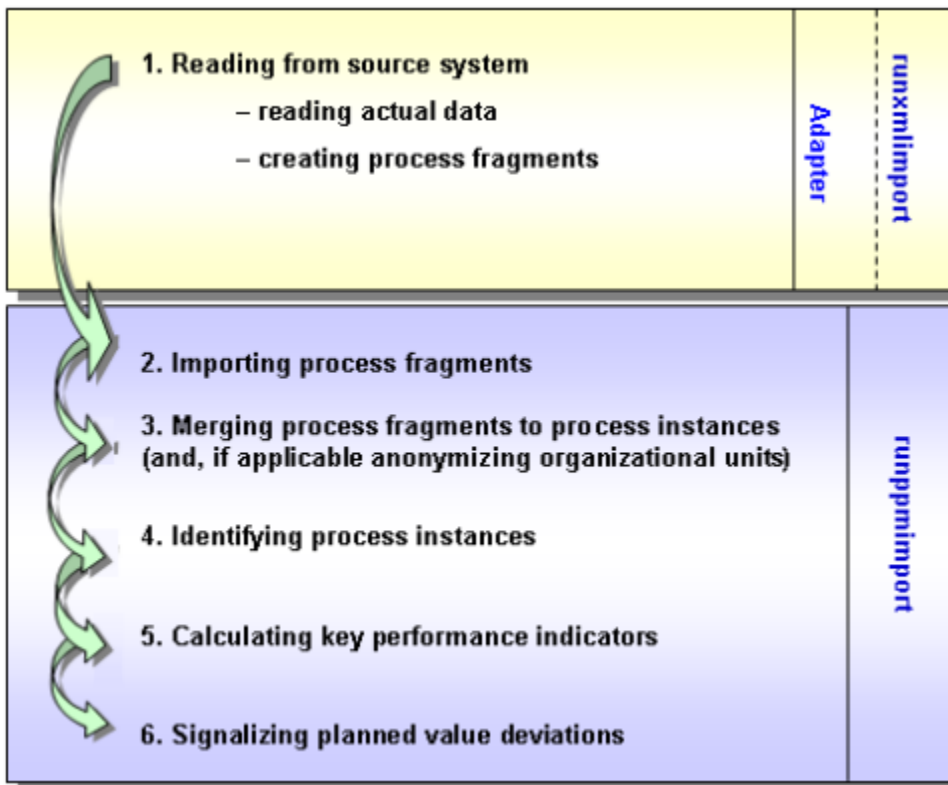 1. Reading from source system
– reading actual data
– creating process fragments
Adapter
runxmlimport
2. Importing process fragments
3. Merging process fragments to process instances
(and, if applicable anonymizing organizational units)
4. Identifying process instances
5. Calculating key performance indicators
6. Signalizing planned value deviations
runppmimport